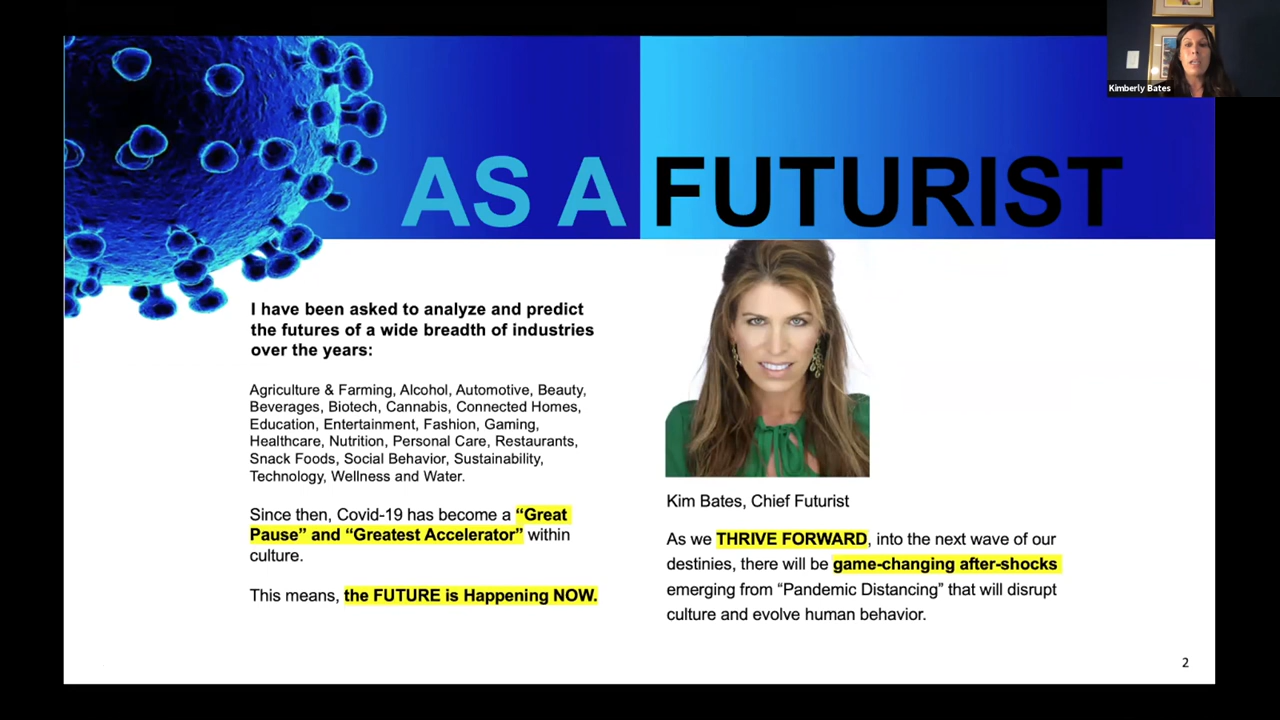 Kimberly Bates
AS A FUTURIST
I have been asked to analyze and predict
the futures of a wide breadth of industries
over the years:
Agriculture & Farming, Alcohol, Automotive, Beauty,
Beverages, Biotech, Cannabis, Connected Homes,
Education, Entertainment, Fashion, Gaming,
Healthcare, Nutrition, Personal Care, Restaurants,
Snack Foods, Social Behavior, Sustainability,
Technology, Wellness and Water.
Since then, Covid-19 has become a “Great
Pause” and “Greatest Accelerator” within
culture.
This means, the FUTURE is Happening NOW.
Kim Bates, Chief Futurist
As we THRIVE FORWARD, into the next wave of our
destinies, there will be game-changing after-shocks
emerging from “Pandemic Distancing” that will disrupt
culture and evolve human behavior.
2